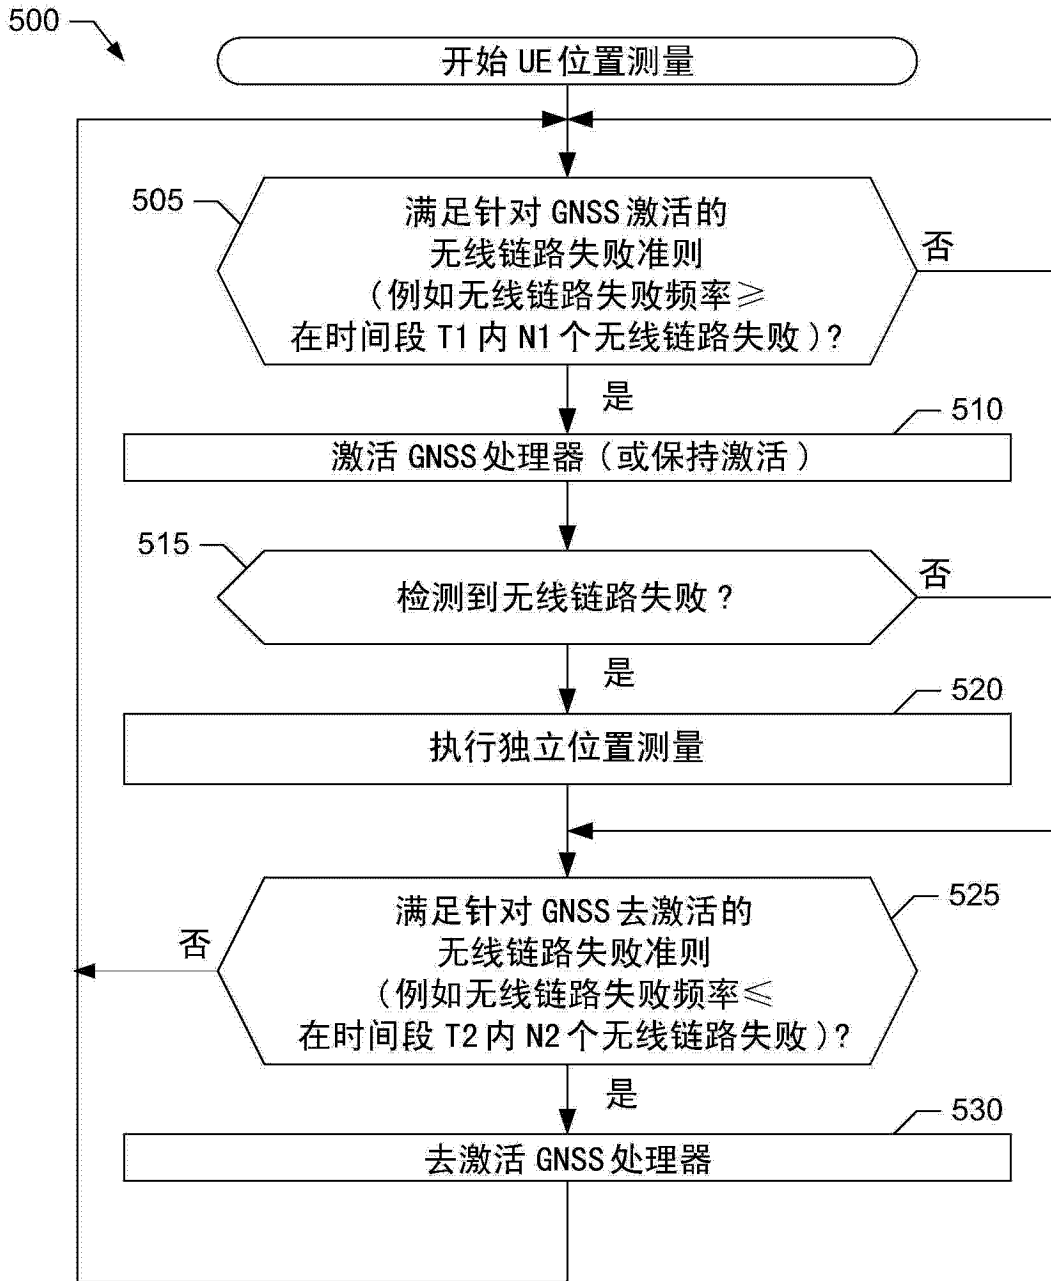 500
开始 UE 位置测量
505
满足针对 GNSS 激活的
无线链路失败准则
(例如无线链路失败频率≥
在时间段 T1 内 N1 个无线链路失败)?
否
是
510
激活 GNSS 处理器(或保持激活)
515
检测到无线链路失败?
否
是
520
执行独立位置测量
525
满足针对 GNSS 去激活的
无线链路失败准则
(例如无线链路失败频率≤
在时间段 T2 内 N2 个无线链路失败)?
否
是
530
去激活 GNSS 处理器